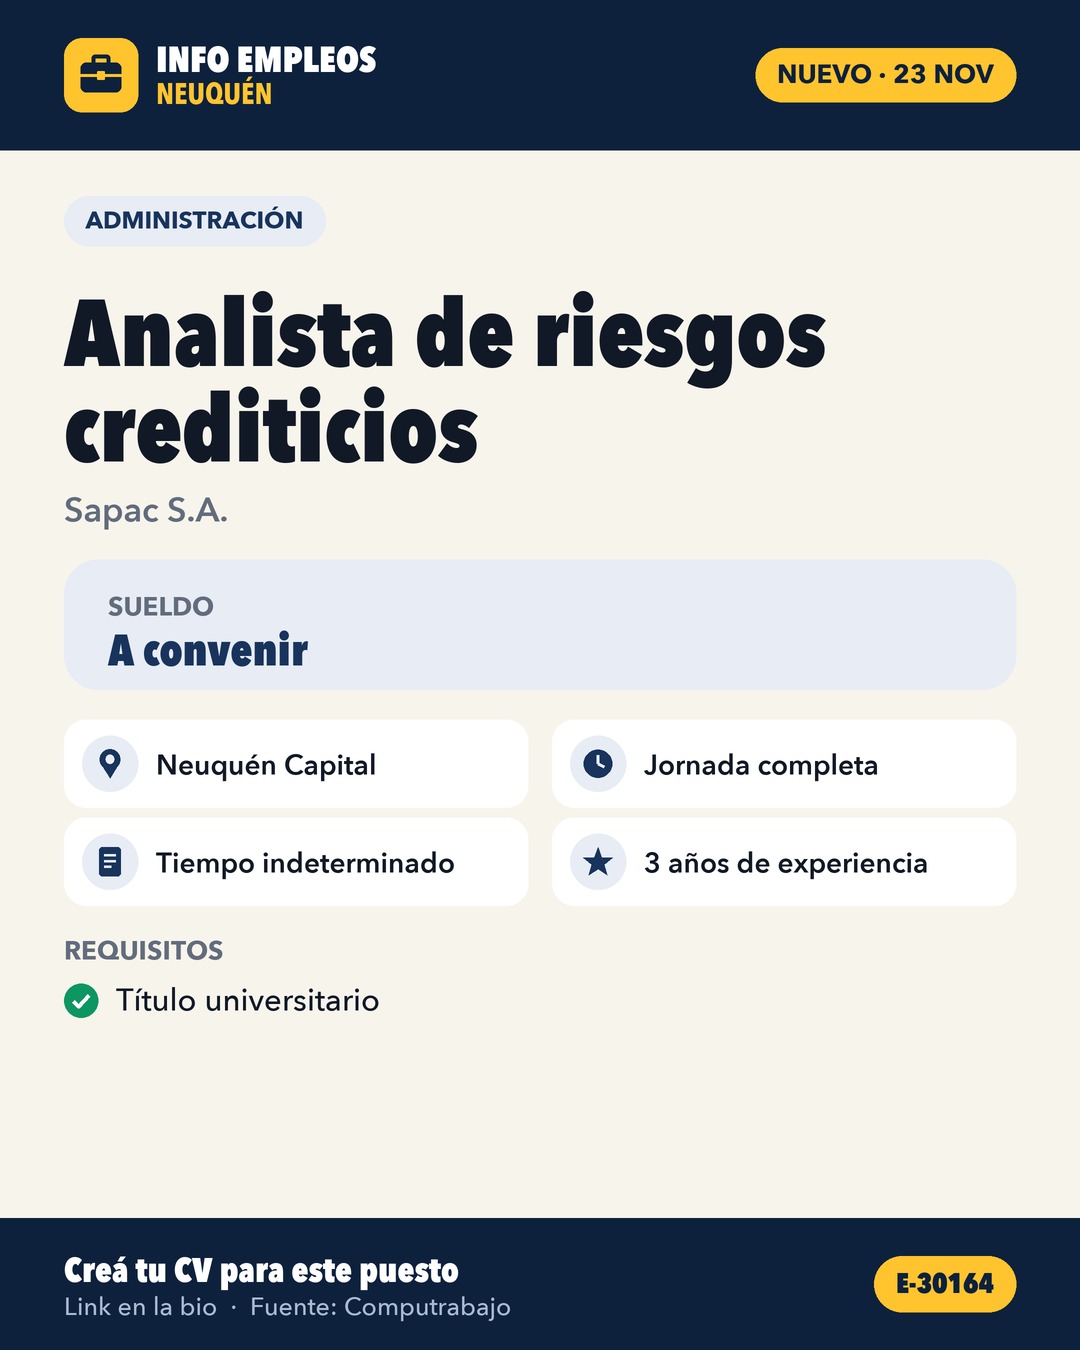 INFO EMPLEOS
NEUQUÉN
NUEVO · 23 NOV
ADMINISTRACIÓN
Analista de riesgos
crediticios
Sapac S.A.
SUELDO
A convenir
Neuquén Capital
Jornada completa
Tiempo indeterminado
3 años de experiencia
REQUISITOS
Título universitario
Creá tu CV para este puesto
Link en la bio · Fuente: Computrabajo
E-30164